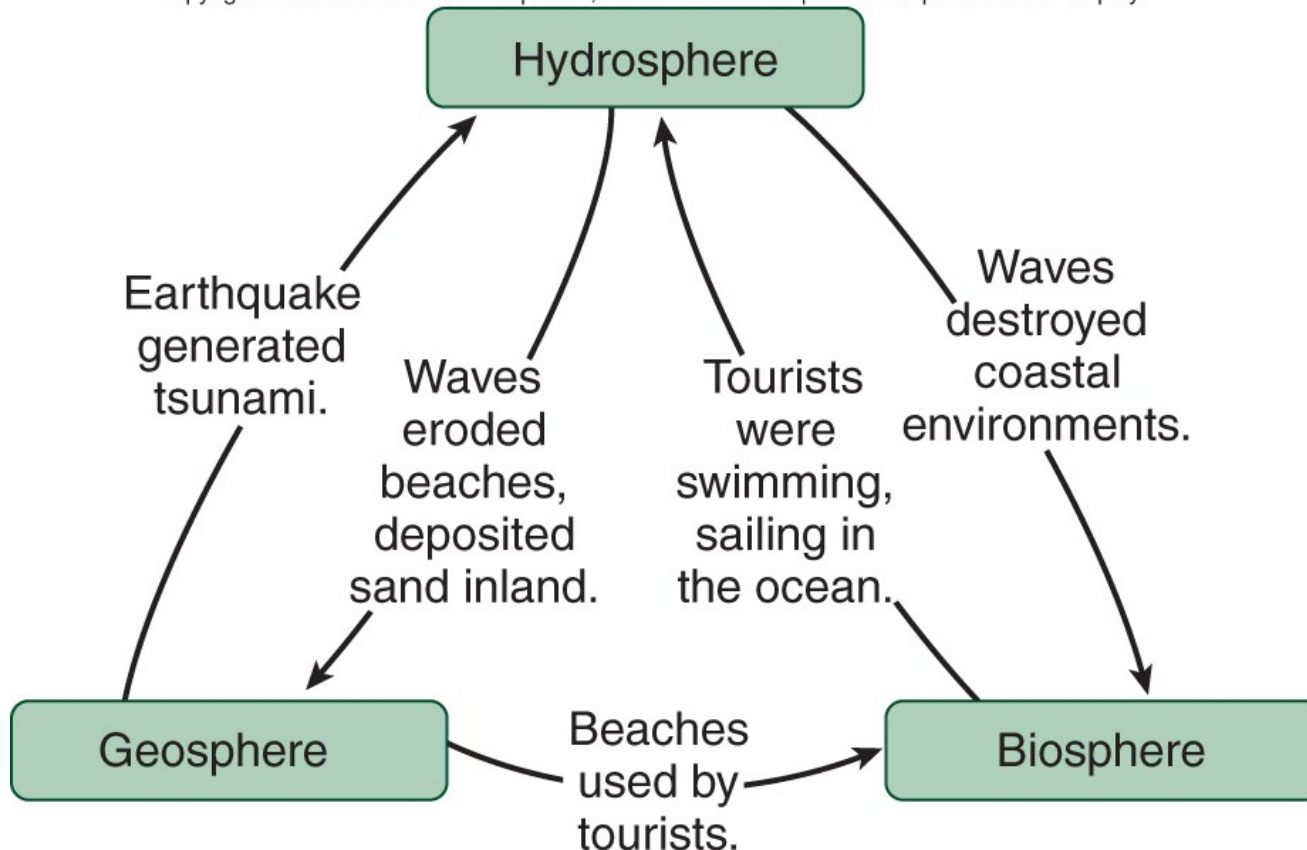 Hydrosphere
Earthquake
generated
tsunami.
Waves
eroded
beaches,
deposited
sand inland.
Tourists
were
swimming,
sailing in
the ocean.
Waves
destroyed
coastal
environments.
Geosphere
Beaches
used by
tourists.
Biosphere